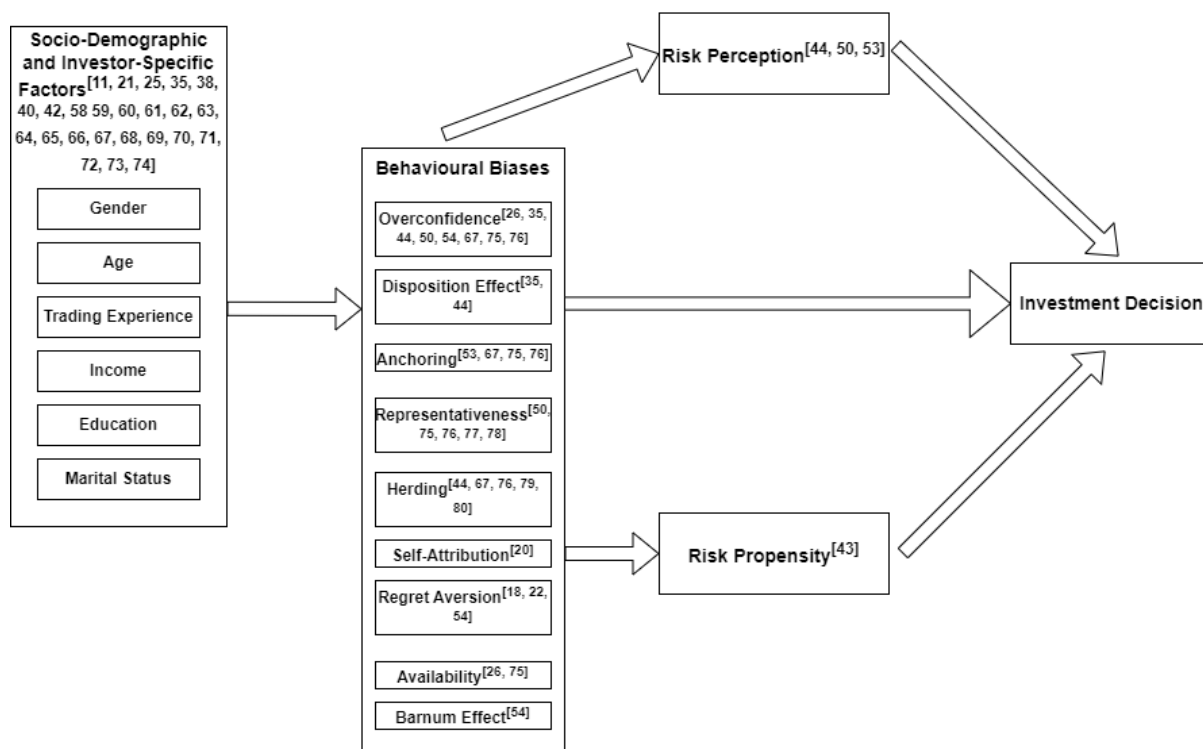 Socio-Demographic
and Investor-Specific
Factors[11, 21, 25, 35, 38,
40, 42, 58 59, 60, 61, 62, 63,
64, 65, 66, 67, 68, 69, 70, 71,
72, 73, 74]
Gender
Age
Trading Experience
Income
Education
Marital Status
Behavioural Biases
Overconfidence[26, 35,
44, 50, 54, 67, 75, 76]
Disposition Effect[35,
44]
Anchoring[53, 67, 75, 76]
Representativeness[50,
75, 76, 77, 78]
Herding[44, 67, 76, 79,
80]
Self-Attribution[20]
Regret Aversion[18, 22,
54]
Availability[26, 75]
Barnum Effect[54]
Risk Perception[44, 50, 53]
Risk Propensity[43]
Investment Decision